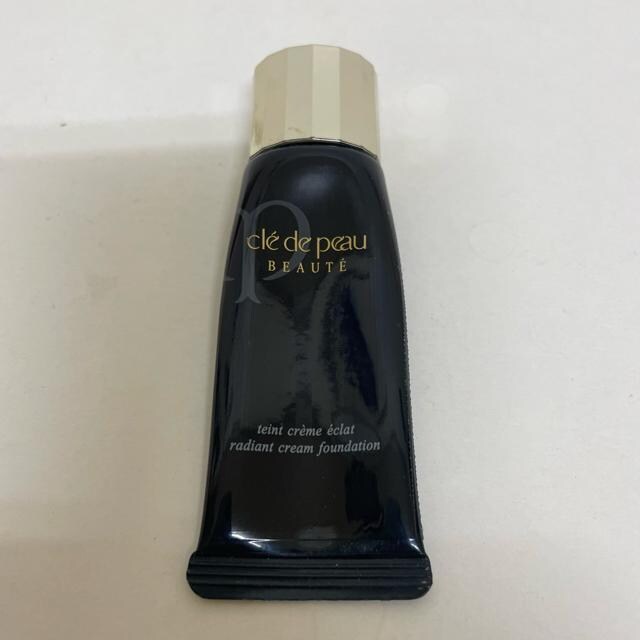 clé de peau
BEAUTÉ
teint crème éclat
radiant cream foundation